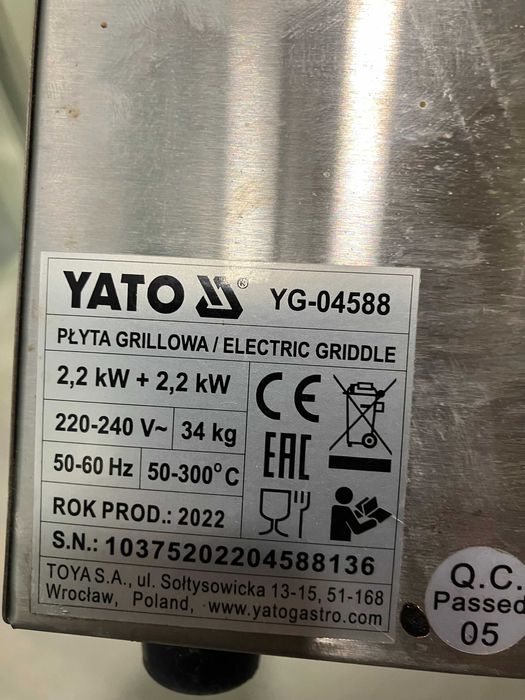 YATO ® YG-04588
PŁYTA GRILLOWA / ELECTRIC GRIDDLE
2,2 kW + 2,2 kW
220-240 V~ 34 kg
50-60 Hz 50-300°C
CE
EAC
ROK PROD.: 2022
S.N.: 10375202204588136
TOYA S.A., ul. Sołtysowicka 13-15, 51-168
Wrocław, Poland, www.yatogastro.com
Q.C.
Passed
05